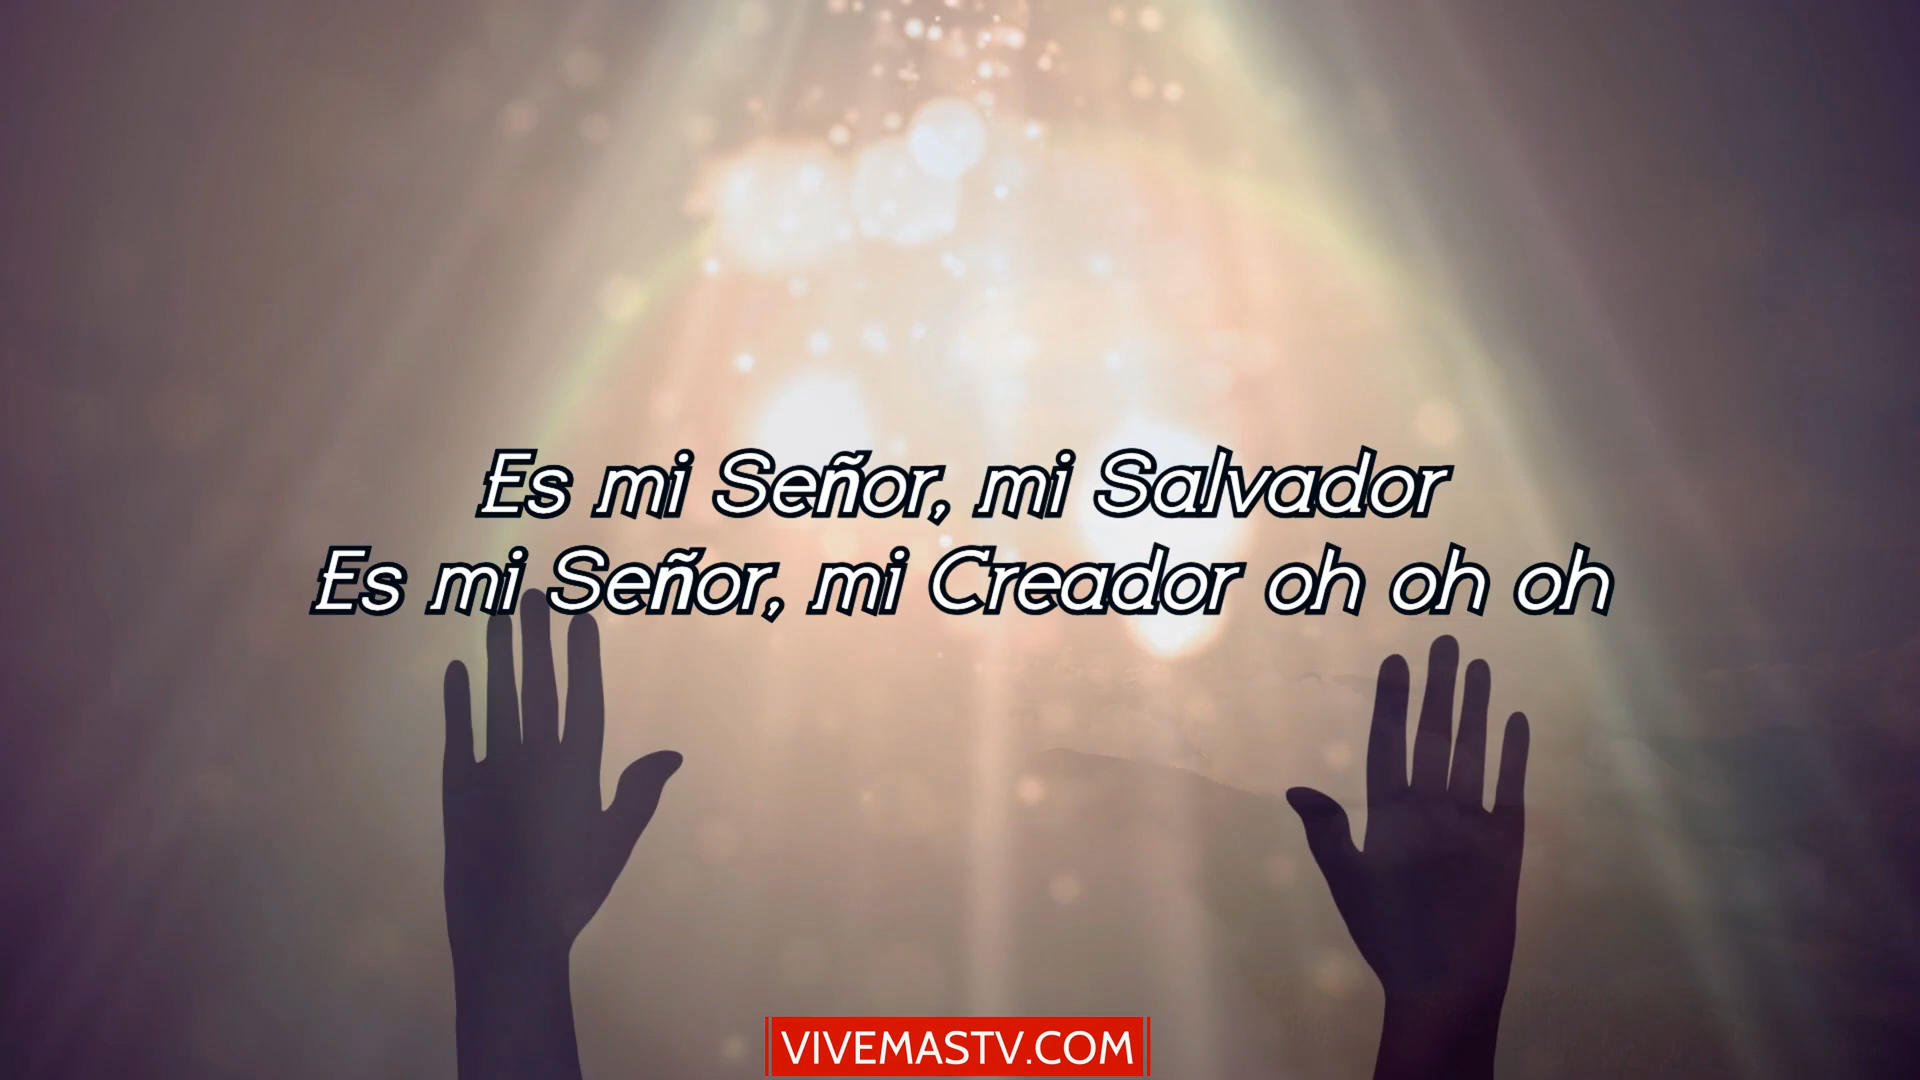 Es mi Señor, mi Salvador
Es mi Señor, mi Creador oh oh oh
VIVEMASTV.COM